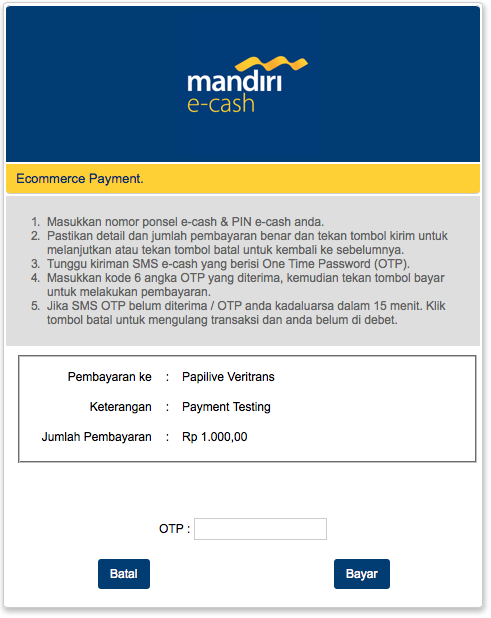 mandiri
e-cash
Ecommerce Payment.
1. Masukkan nomor ponsel e-cash & PIN e-cash anda.
2. Pastikan detail dan jumlah pembayaran benar dan tekan tombol kirim untuk
melanjutkan atau tekan tombol batal untuk kembali ke sebelumnya.
3. Tunggu kiriman SMS e-cash yang berisi One Time Password (OTP).
4. Masukkan kode 6 angka OTP yang diterima, kemudian tekan tombol bayar
untuk melakukan pembayaran.
5. Jika SMS OTP belum diterima / OTP anda kadaluarsa dalam 15 menit. Klik
tombol batal untuk mengulang transaksi dan anda belum di debet.
Pembayaran ke : Papilive Veritrans
Keterangan : Payment Testing
Jumlah Pembayaran : Rp 1.000,00
OTP :
Batal Bayar